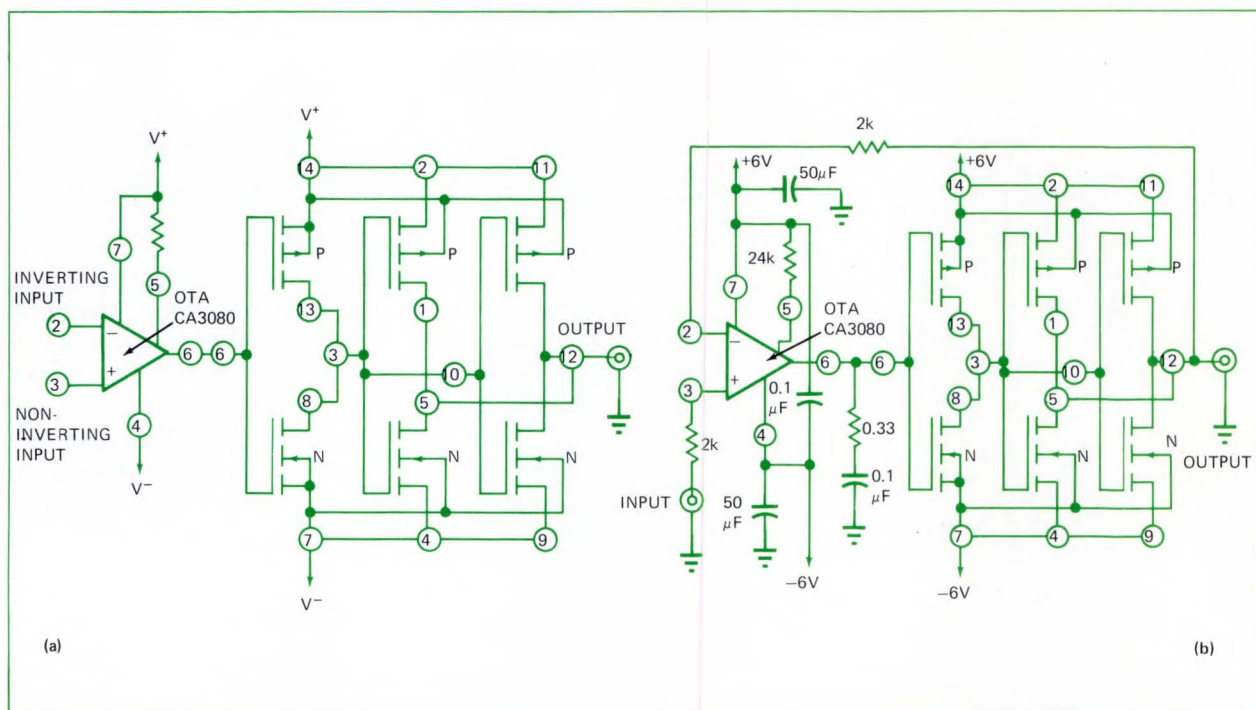 V+
V+
14
2
11
7
5
P
P
13
1
INVERTING
INPUT
OTA
CA3080
2
−
+
6
6
3
10
12
OUTPUT
3
4
8
5
NON-
INVERTING
INPUT
V−
N
N
7
4
9
V−
(a)
2k
+6V
50μF
+6V
14
2
11
24k
7
5
P
P
13
1
OTA
CA3080
2
−
+
6
6
3
10
12
3
0.1
μF
4
8
5
2k
0.33
N
N
OUTPUT
INPUT
50
μF
0.1
μF
7
4
9
−6V
−6V
(b)